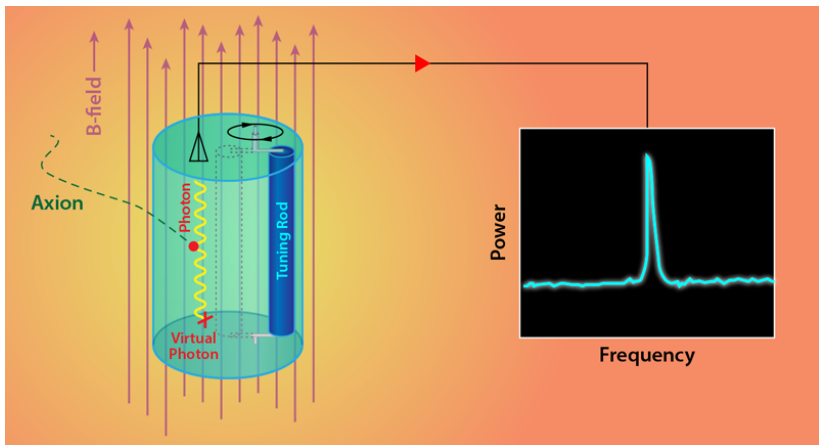 B-field
Axion
Photon
Tuning Rod
Virtual
Photon
Power
Frequency